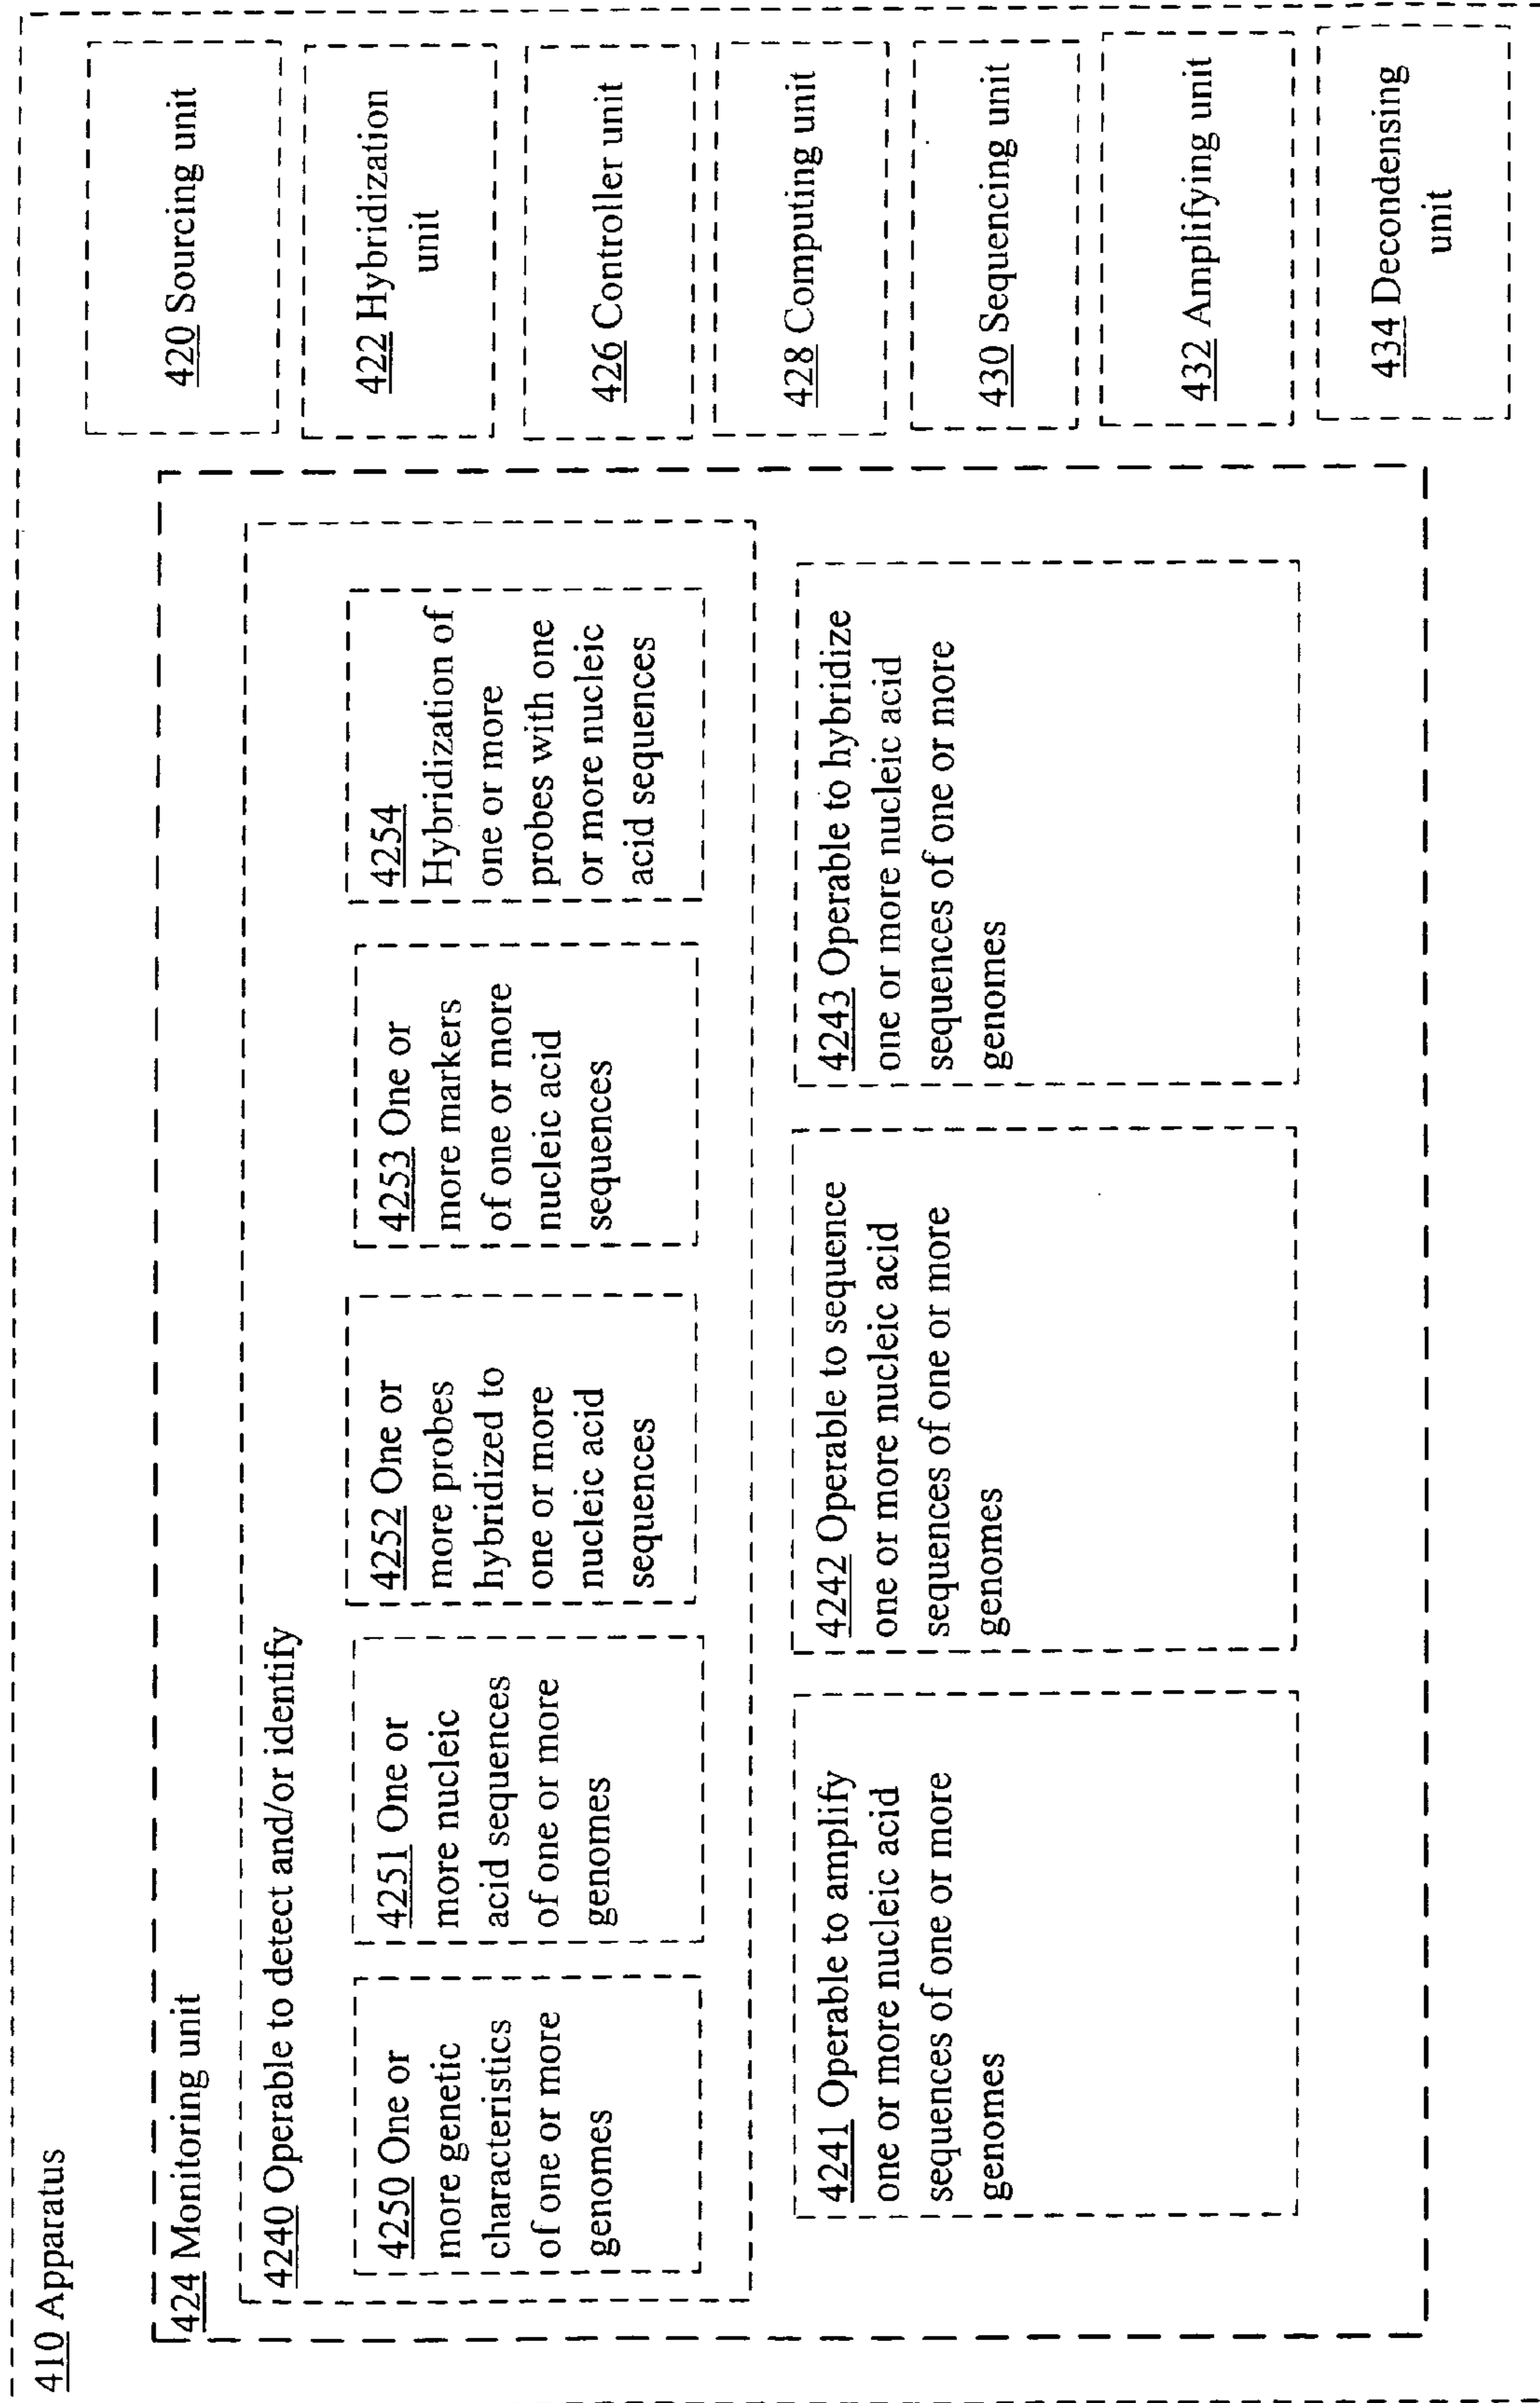 410 Apparatus
424 Monitoring unit
4240 Operable to detect and/or identify
4250 One or
more genetic
characteristics
of one or more
genomes
4251 One or
more nucleic
acid sequences
of one or more
genomes
4252 One or
more probes
hybridized to
one or more
nucleic acid
sequences
4253 One or
more markers
of one or more
nucleic acid
sequences
4254
Hybridization of
one or more
probes with one
or more nucleic
acid sequences
4241 Operable to amplify
one or more nucleic acid
sequences of one or more
genomes
4242 Operable to sequence
one or more nucleic acid
sequences of one or more
genomes
4243 Operable to hybridize
one or more nucleic acid
sequences of one or more
genomes
420 Sourcing unit
422 Hybridization
unit
426 Controller unit
428 Computing unit
430 Sequencing unit
432 Amplifying unit
434 Decondensing
unit